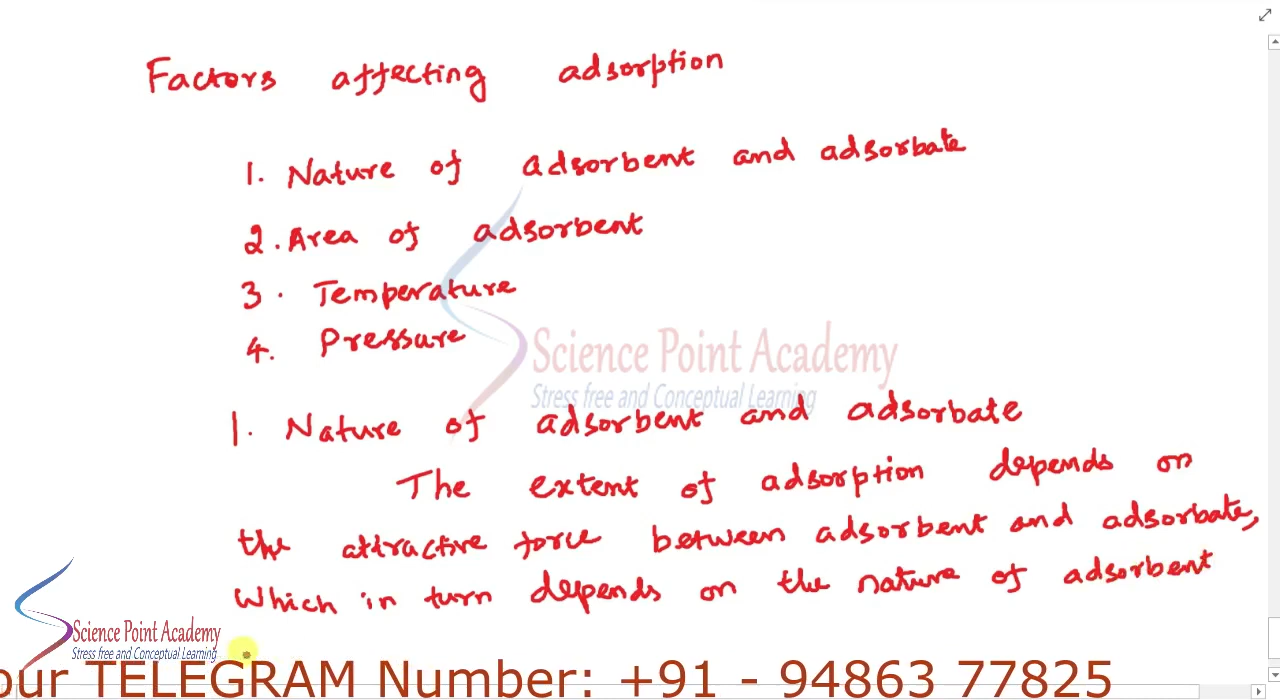 Factors affecting adsorption
1. Nature of adsorbent and adsorbate
2. Area of adsorbent
3. Temperature
4. Pressure
Science Point Academy
Stress free and Conceptual Learning
1. Nature of adsorbent and adsorbate
The extent of adsorption depends on
the attractive force between adsorbent and adsorbate,
which in turn depends on the nature of adsorbent
Science Point Academy
Stress free and Conceptual Learning
our TELEGRAM Number: +91 - 94863 77825